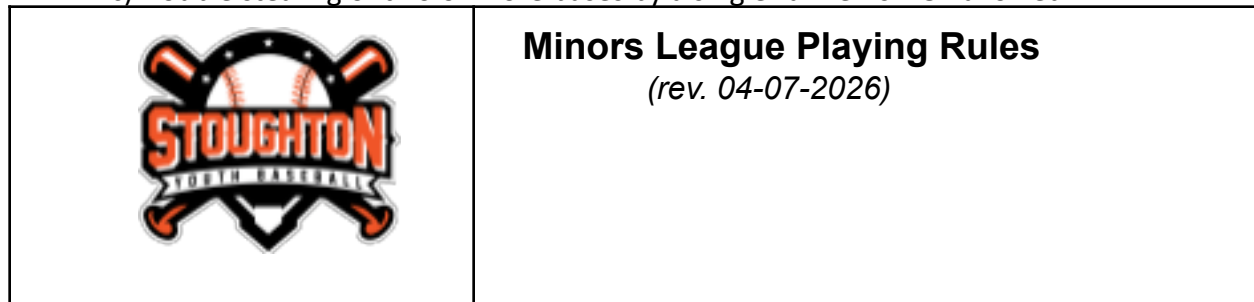 Minors League Playing Rules
(rev. 04-07-2026)
STOUGHTON
YOUTH BASEBALL